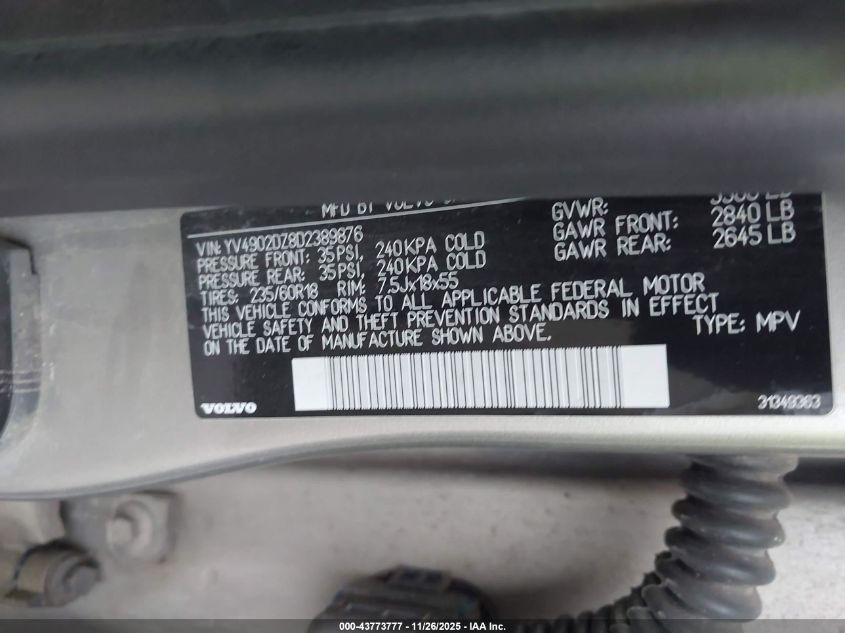 MFD BY VOLVO
GVWR:
GAWR FRONT: 2840 LB
GAWR REAR: 2645 LB
VIN: YV4902DZ8D2389876
PRESSURE FRONT: 35PSI, 240KPA COLD
PRESSURE REAR: 35PSI, 240KPA COLD
TIRES: 235/60R18 RIM: 7.5Jx18x55
THIS VEHICLE CONFORMS TO ALL APPLICABLE FEDERAL MOTOR
VEHICLE SAFETY AND THEFT PREVENTION STANDARDS IN EFFECT
ON THE DATE OF MANUFACTURE SHOWN ABOVE.
TYPE: MPV
VOLVO
31349363
000-43773777 - 11/26/2025 - IAA Inc.